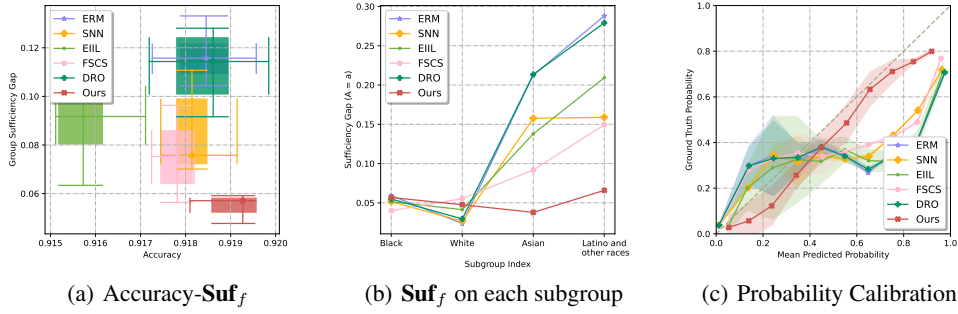 ERM
SNN
EIIL
FSCS
DRO
Ours
0.12
0.10
0.08
0.06
Group Sufficiency Gap
0.915 0.916 0.917 0.918 0.919 0.920
Accuracy
(a) Accuracy-Suf_f
ERM
SNN
EIIL
FSCS
DRO
Ours
0.30
0.25
0.20
0.15
0.10
0.05
Sufficiency Gap (A = a)
Black White Asian Latino and
other races
Subgroup Index
(b) Suf_f on each subgroup
1.0
0.8
0.6
0.4
0.2
0.0
Ground Truth Probability
ERM
SNN
EIIL
FSCS
DRO
Ours
0.0 0.2 0.4 0.6 0.8 1.0
Mean Predicted Probability
(c) Probability Calibration